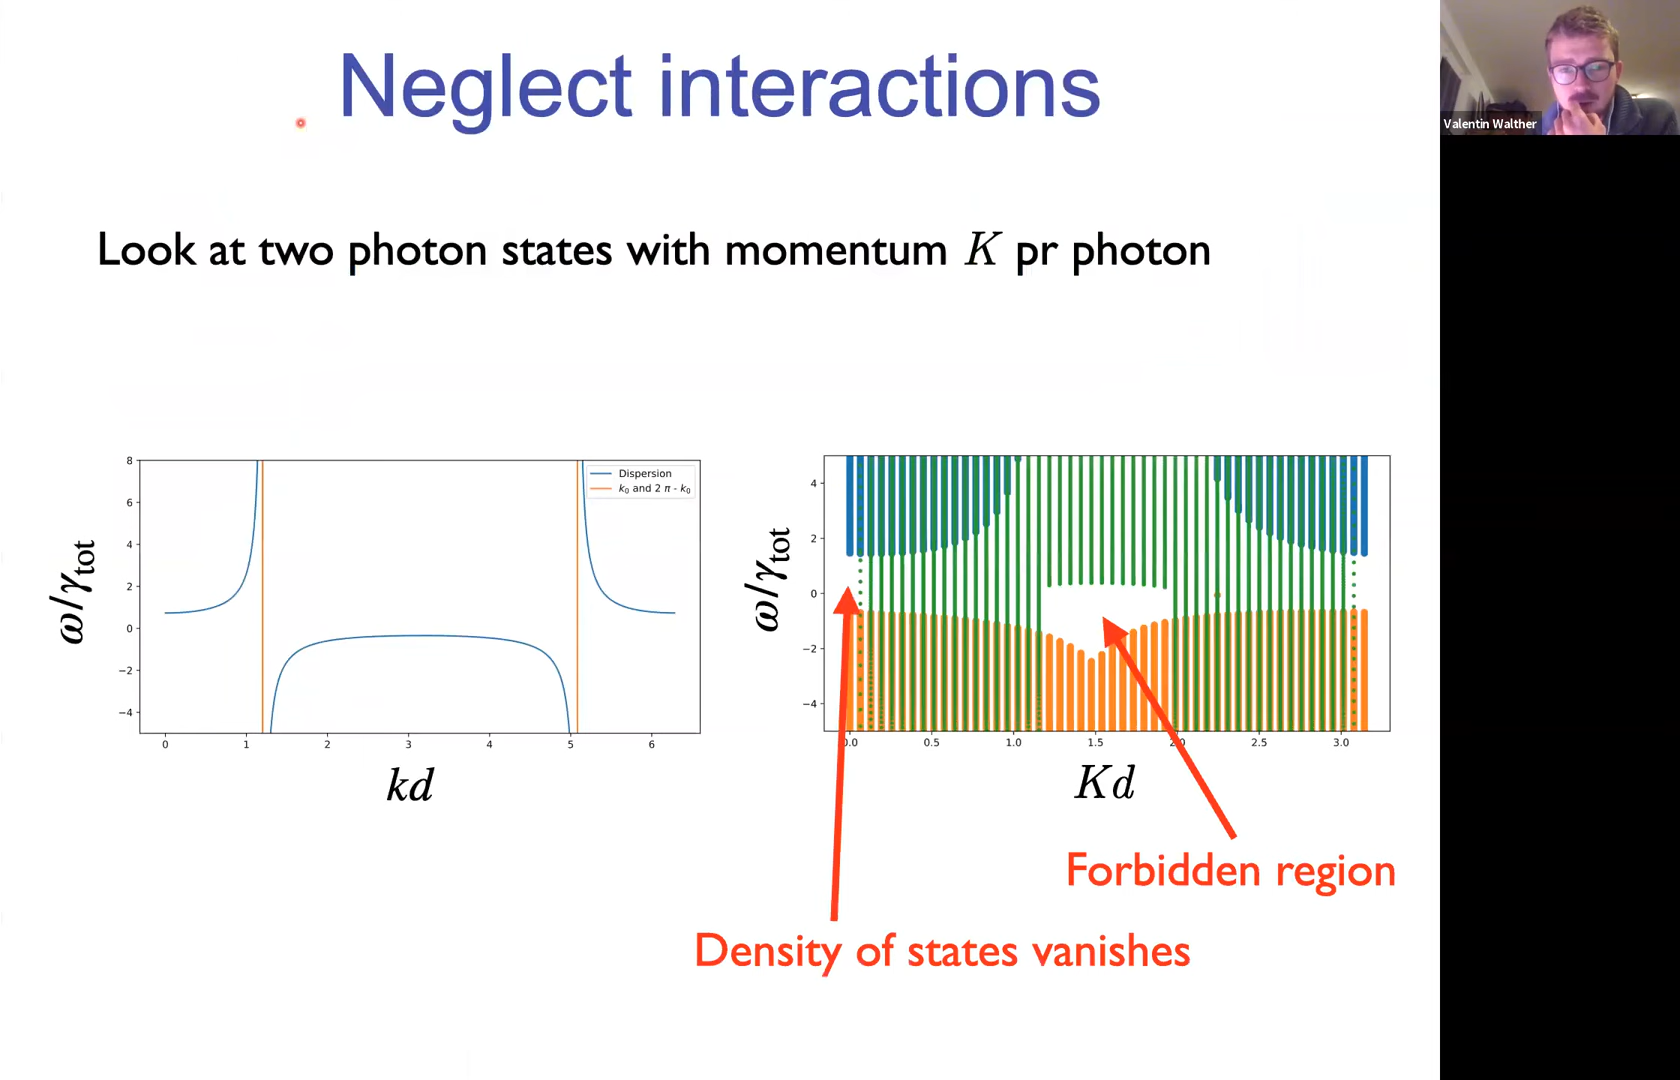 Neglect interactions
Valentin Walther
Look at two photon states with momentum K pr photon
8
6
4
2
0
−2
−4
0
1
2
3
4
5
6
Dispersion
k₀ and 2 π - k₀
ω/γtot
kd
4
2
0
−2
−4
0.0
0.5
1.0
1.5
2.0
2.5
3.0
ω/γtot
Kd
Forbidden region
Density of states vanishes